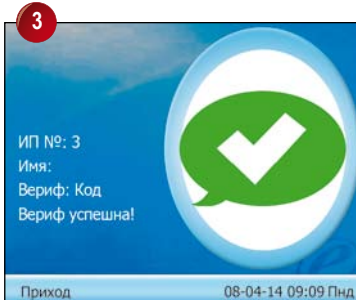 3
ИП №: 3
Имя:
Вериф: Код
Вериф успешна!
Приход 08-04-14 09:09 Пнд